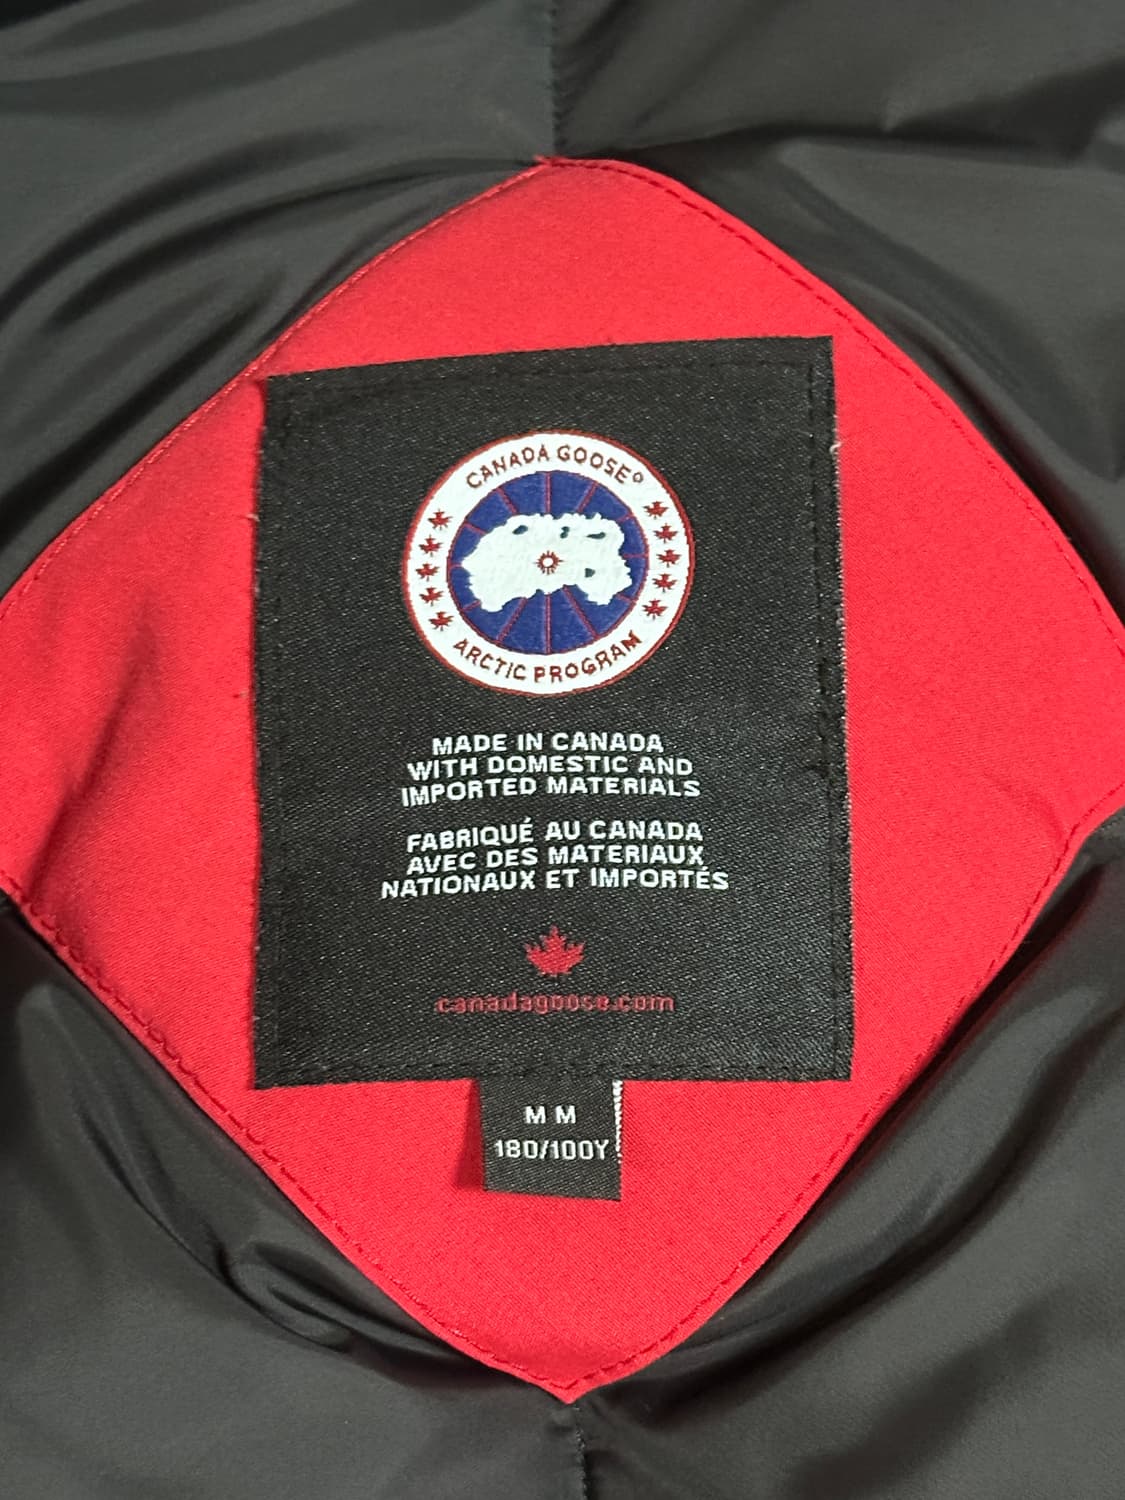 CANADA GOOSE®
ARCTIC PROGRAM
MADE IN CANADA
WITH DOMESTIC AND
IMPORTED MATERIALS
FABRIQUÉ AU CANADA
AVEC DES MATERIAUX
NATIONAUX ET IMPORTÉS
canadagoose.com
M M
180/100Y